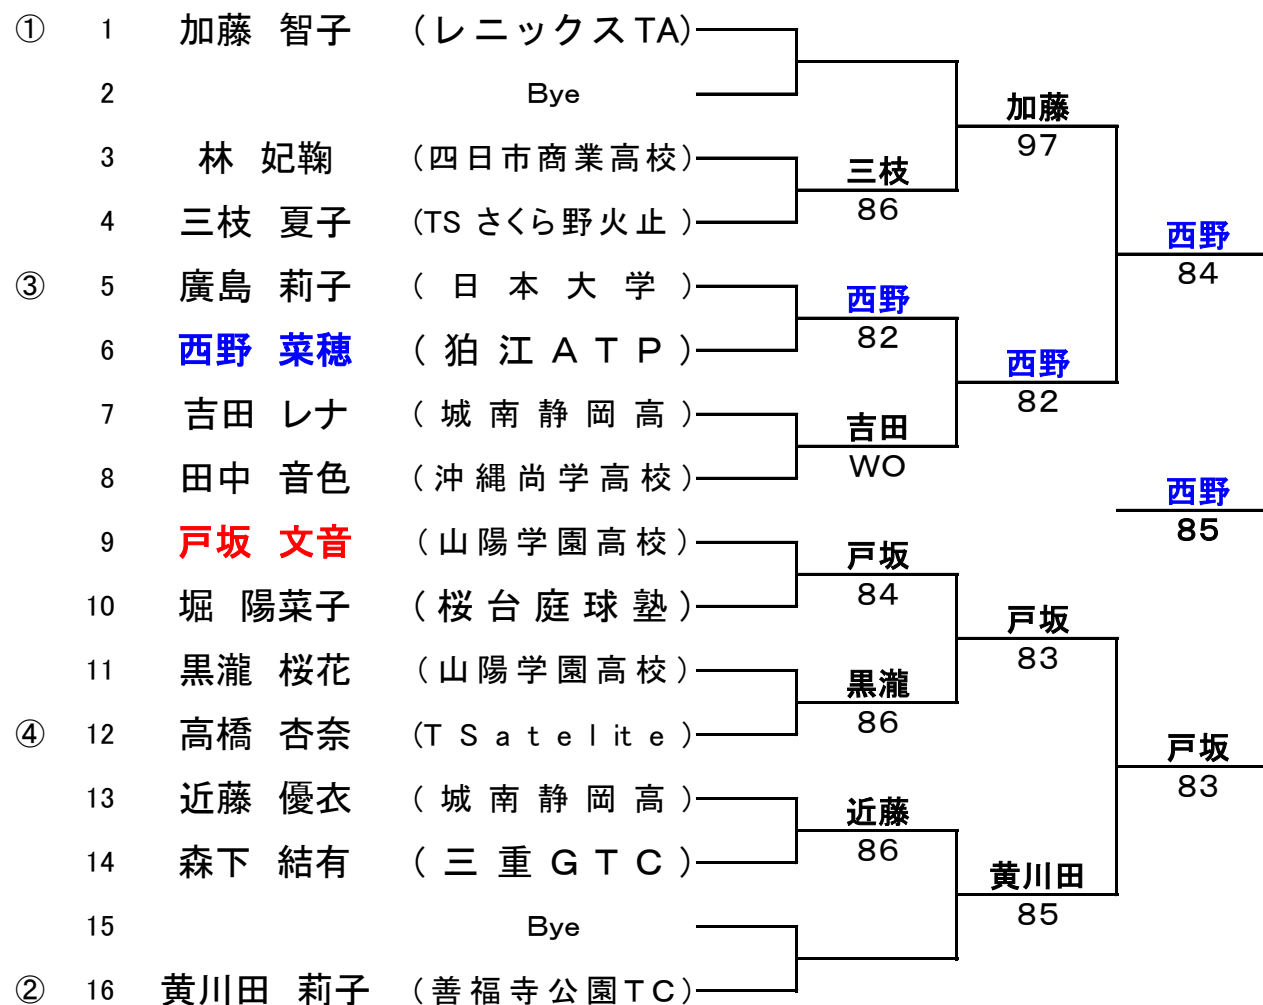 ① 1 加藤 智子 (レニックスTA)
2 Bye
加藤
97
3 林 妃鞠 (四日市商業高校)
三枝
86
4 三枝 夏子 (TS さくら野火止)
西野
84
③ 5 廣島 莉子 (日本大学)
西野
82
6 西野 菜穂 (狛江ATP)
西野
82
7 吉田 レナ (城南静岡高)
吉田
WO
8 田中 音色 (沖縄尚学高校)
西野
85
9 戸坂 文音 (山陽学園高校)
戸坂
84
10 堀 陽菜子 (桜台庭球塾)
戸坂
83
11 黒瀧 桜花 (山陽学園高校)
黒瀧
86
④ 12 高橋 杏奈 (TSatelite)
戸坂
83
13 近藤 優衣 (城南静岡高)
近藤
86
14 森下 結有 (三重GTC)
黄川田
85
15 Bye
② 16 黄川田 莉子 (善福寺公園TC)